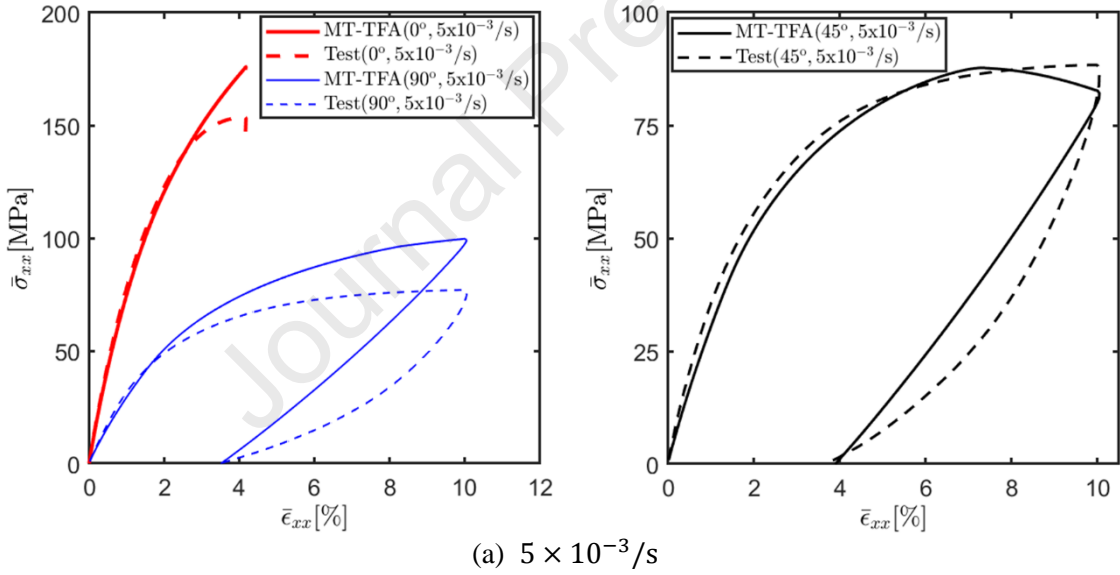 200
150
100
50
0
0 2 4 6 8 10 12
σ̄xx[MPa]
ϵ̄xx[%]
MT-TFA(0°, 5x10⁻³/s)
Test(0°, 5x10⁻³/s)
MT-TFA(90°, 5x10⁻³/s)
Test(90°, 5x10⁻³/s)
100
75
50
25
0
0 2 4 6 8 10
σ̄xx[MPa]
ϵ̄xx[%]
MT-TFA(45°, 5x10⁻³/s)
Test(45°, 5x10⁻³/s)
Journal Pre
(a) 5 × 10⁻³/s